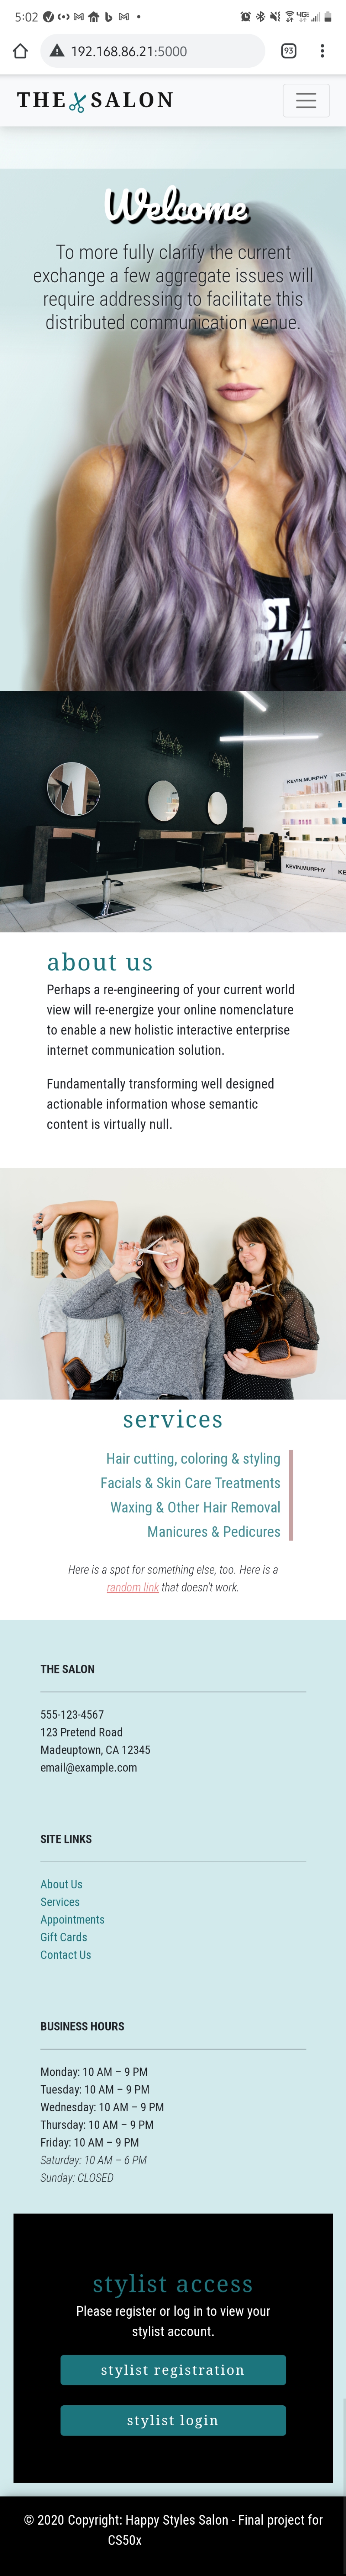 5:02
93
192.168.86.21:5000
THE SALON
Welcome
To more fully clarify the current
exchange a few aggregate issues will
require addressing to facilitate this
distributed communication venue.
ST
KEVIN.MURPHY
KE
KEVIN.MURPHY
KE
about us
Perhaps a re-engineering of your current world
view will re-energize your online nomenclature
to enable a new holistic interactive enterprise
internet communication solution.
Fundamentally transforming well designed
actionable information whose semantic
content is virtually null.
services
Hair cutting, coloring & styling
Facials & Skin Care Treatments
Waxing & Other Hair Removal
Manicures & Pedicures
Here is a spot for something else, too. Here is a
random link that doesn't work.
THE SALON
555-123-4567
123 Pretend Road
Madeuptown, CA 12345
email@example.com
SITE LINKS
About Us
Services
Appointments
Gift Cards
Contact Us
BUSINESS HOURS
Monday: 10 AM – 9 PM
Tuesday: 10 AM – 9 PM
Wednesday: 10 AM – 9 PM
Thursday: 10 AM – 9 PM
Friday: 10 AM – 9 PM
Saturday: 10 AM – 6 PM
Sunday: CLOSED
stylist access
Please register or log in to view your
stylist account.
stylist registration
stylist login
© 2020 Copyright: Happy Styles Salon - Final project for
CS50x